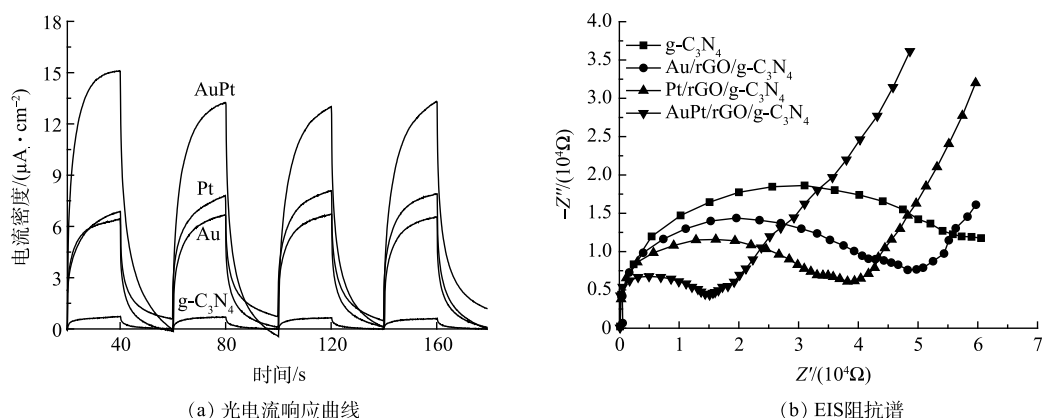 18
15
12
9
6
3
0
电流密度/(μA·cm⁻²)
AuPt
Pt
Au
g-C₃N₄
40
80
120
160
时间/s
(a) 光电流响应曲线
4.0
3.5
3.0
2.5
2.0
1.5
1.0
0.5
0
-Z″/(10⁴Ω)
g-C₃N₄
Au/rGO/g-C₃N₄
Pt/rGO/g-C₃N₄
AuPt/rGO/g-C₃N₄
0
1
2
3
4
5
6
7
Z′/(10⁴Ω)
(b) EIS阻抗谱